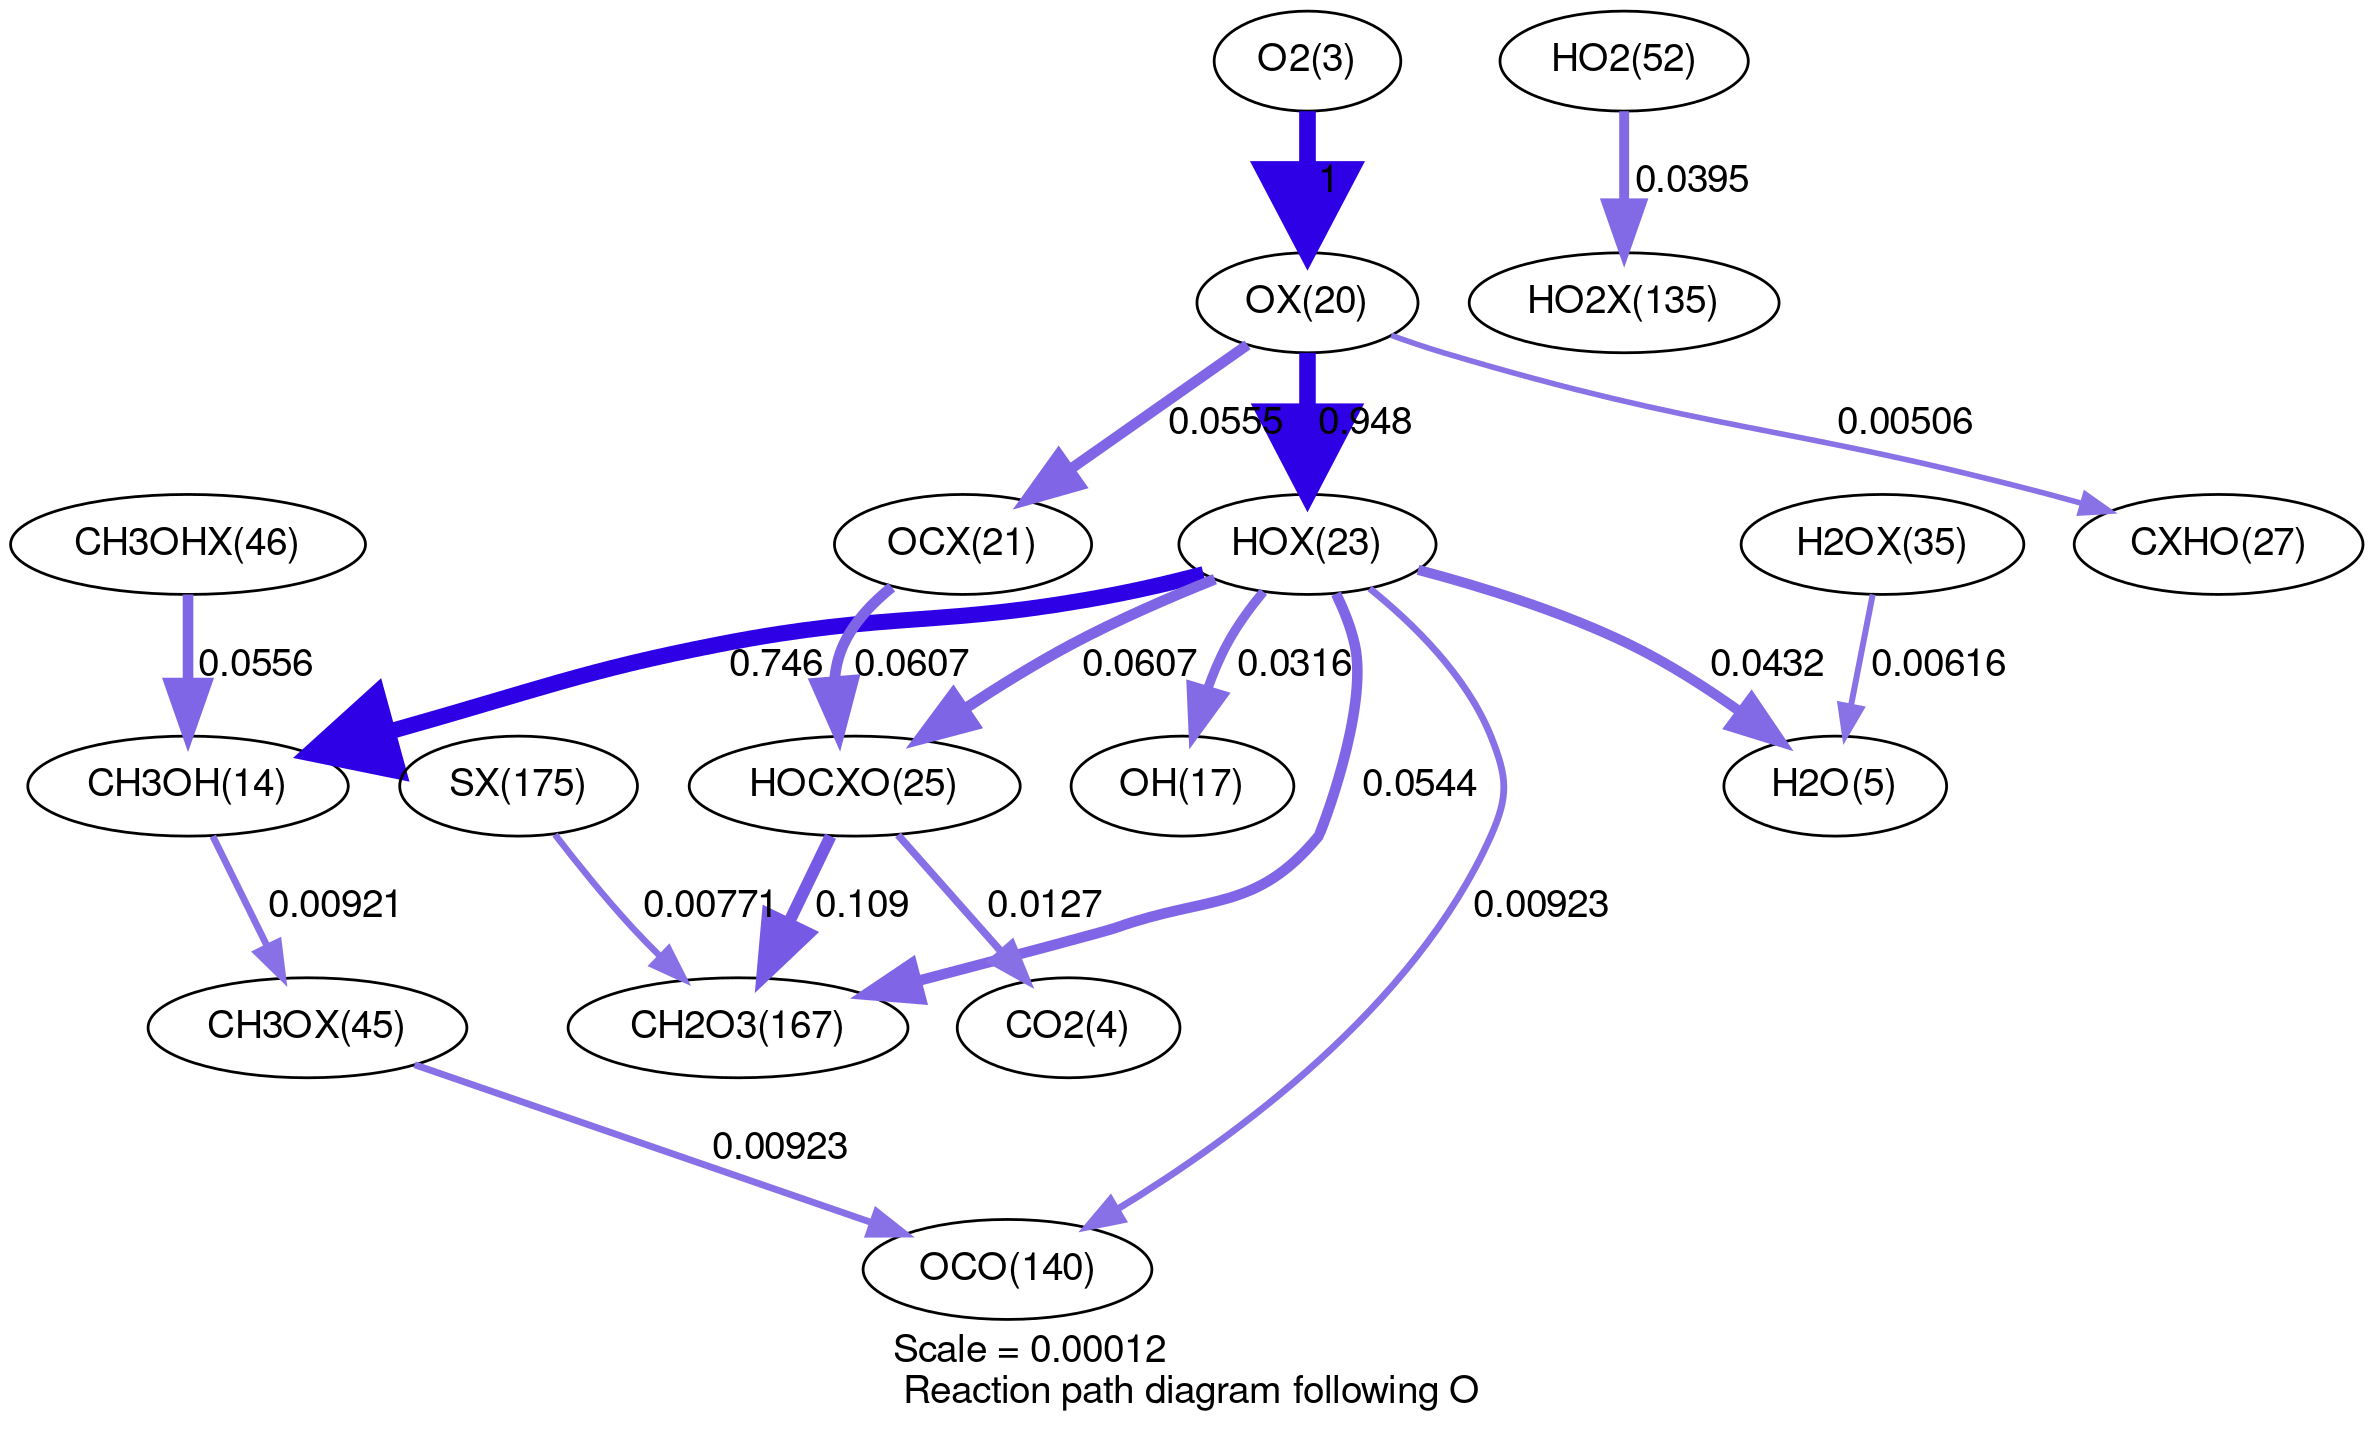 O2(3)
HO2(52)
1
0.0395
OX(20)
HO2X(135)
0.0555
0.948
0.00506
CH3OHX(46)
OCX(21)
HOX(23)
H2OX(35)
CXHO(27)
0.0556
0.746
0.0607
0.0607
0.0316
0.0432
0.00616
CH3OH(14)
SX(175)
HOCXO(25)
OH(17)
0.0544
H2O(5)
0.00921
0.00771
0.109
0.0127
0.00923
CH3OX(45)
CH2O3(167)
CO2(4)
0.00923
OCO(140)
Scale = 0.00012
Reaction path diagram following O